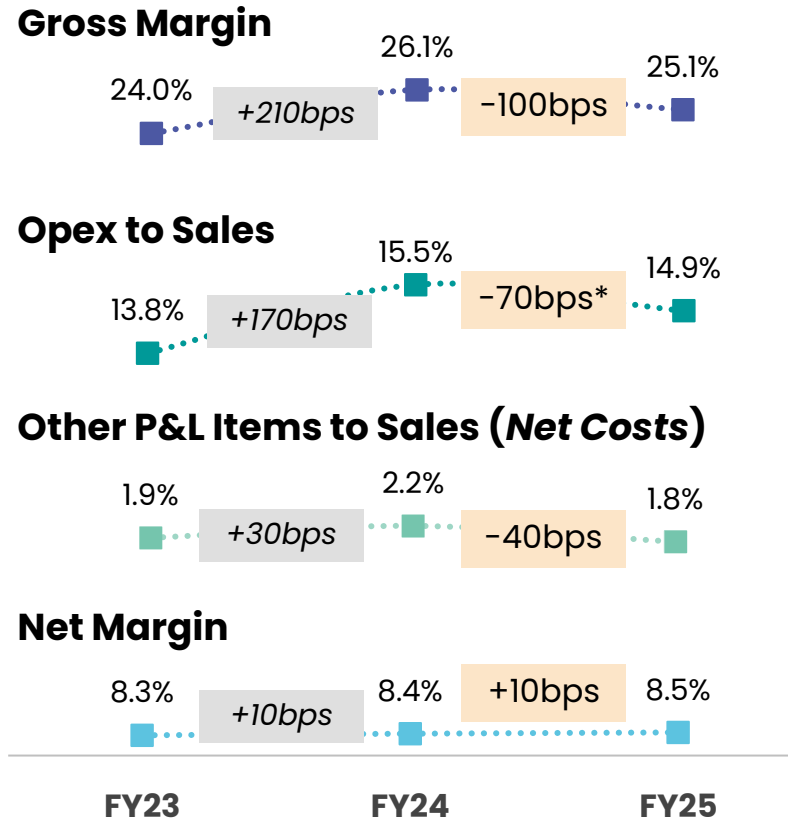 Gross Margin
24.0%
+210bps
26.1%
-100bps
25.1%
Opex to Sales
13.8%
+170bps
15.5%
-70bps*
14.9%
Other P&L Items to Sales (Net Costs)
1.9%
+30bps
2.2%
-40bps
1.8%
Net Margin
8.3%
+10bps
8.4%
+10bps
8.5%
FY23
FY24
FY25